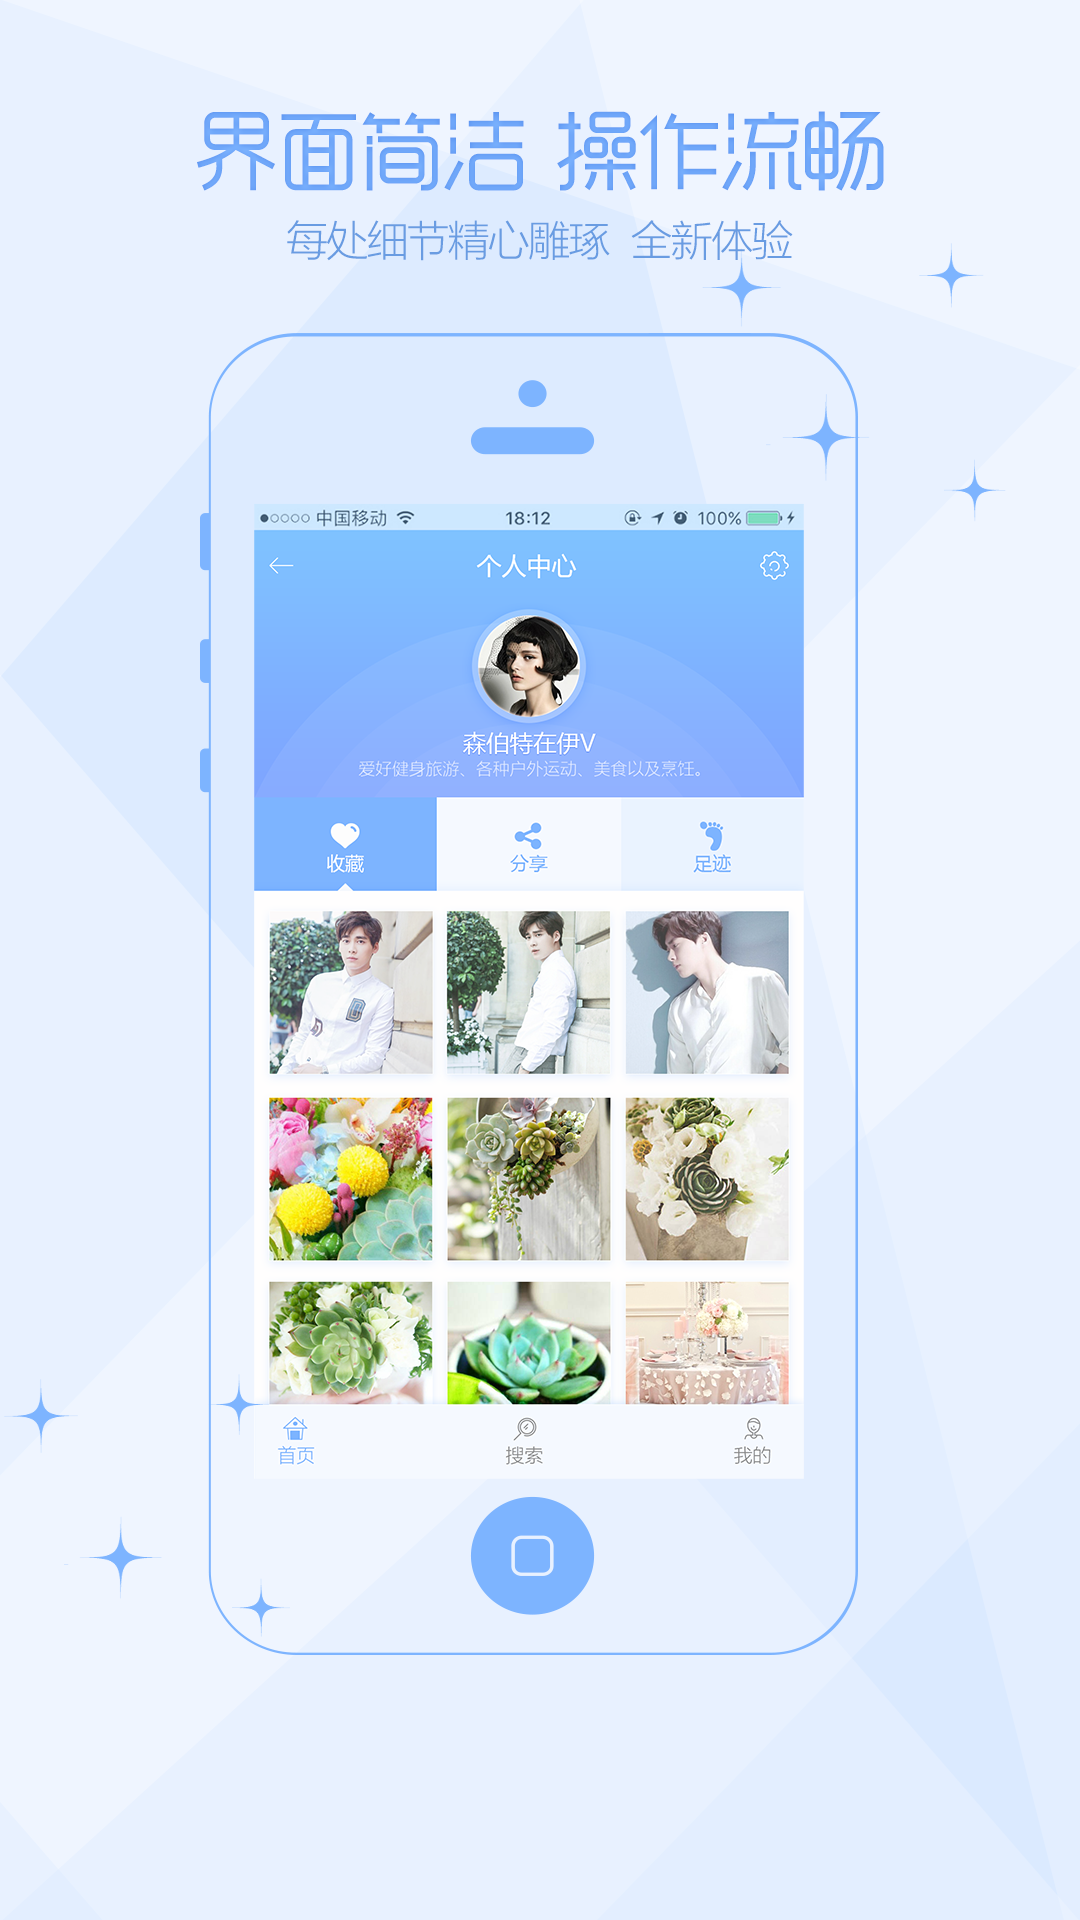 界面简洁 操作流畅
每处细节精心雕琢 全新体验
中国移动 18:12 100%
个人中心
森伯特在伊V
爱好健身旅游、各种户外运动、美食以及烹饪。
收藏 分享 足迹
首页 搜索 我的